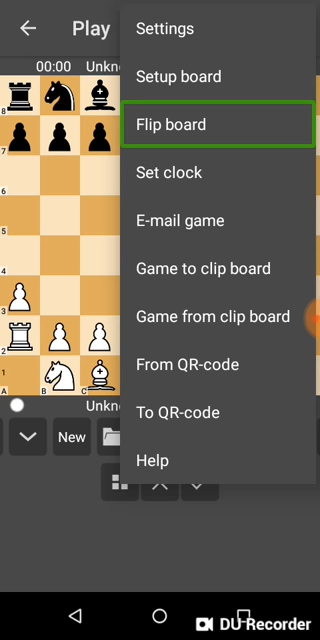 Play
Settings
00:00 Unkn
Setup board
Flip board
Set clock
E-mail game
Game to clip board
Game from clip board
From QR-code
To QR-code
Help
8
7
6
5
4
3
2
1
A B C
Unkn
New
DU-Recorder